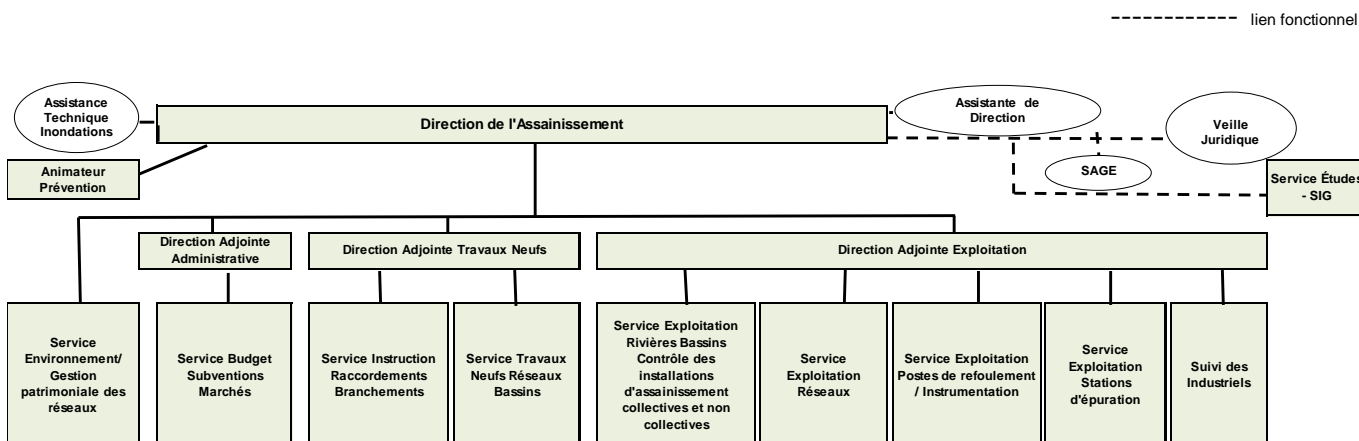 lien fonctionnel
Assistance
Technique
Inondations
Direction de l'Assainissement
Assistante de
Direction
Veille
Juridique
Animateur
Prévention
SAGE
Service Études
- SIG
Direction Adjointe
Administrative
Direction Adjointe Travaux Neufs
Direction Adjointe Exploitation
Service
Environnement/
Gestion
patrimoniale des
réseaux
Service Budget
Subventions
Marchés
Service Instruction
Raccordements
Branchements
Service Travaux
Neufs Réseaux
Bassins
Service Exploitation
Rivières Bassins
Contrôle des
installations
d'assainissement
collectives et non
collectives
Service
Exploitation
Réseaux
Service Exploitation
Postes de refoulement
/ Instrumentation
Service
Exploitation
Stations
d'épuration
Suivi des
Industriels